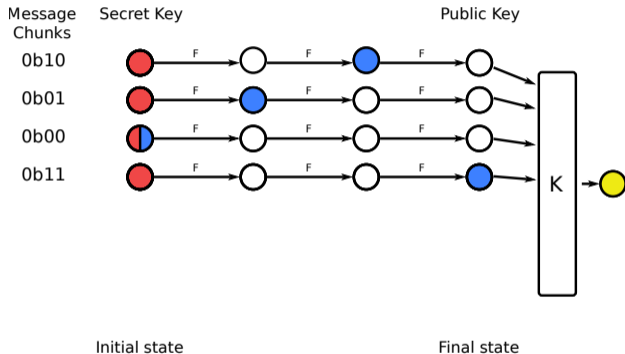 Message Chunks
Secret Key
Public Key
0b10
F
F
F
0b01
F
F
F
0b00
F
F
F
0b11
F
F
F
K
Initial state
Final state